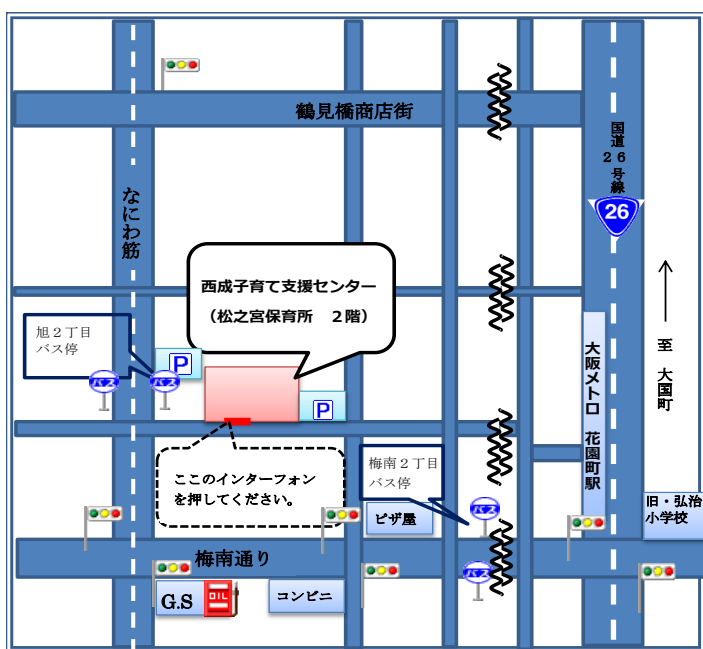 鶴見橋商店街
国道
２６
号線
26
なにわ筋
西成子育て支援センター
（松之宮保育所　２階）
旭２丁目
バス停
P
バス
バス
P
大阪メトロ　花園町駅
至　大国町
ここのインターフォン
を押してください。
梅南２丁目
バス停
バス
ピザ屋
旧・弘治
小学校
梅南通り
バス
G.S
OIL
コンビニ